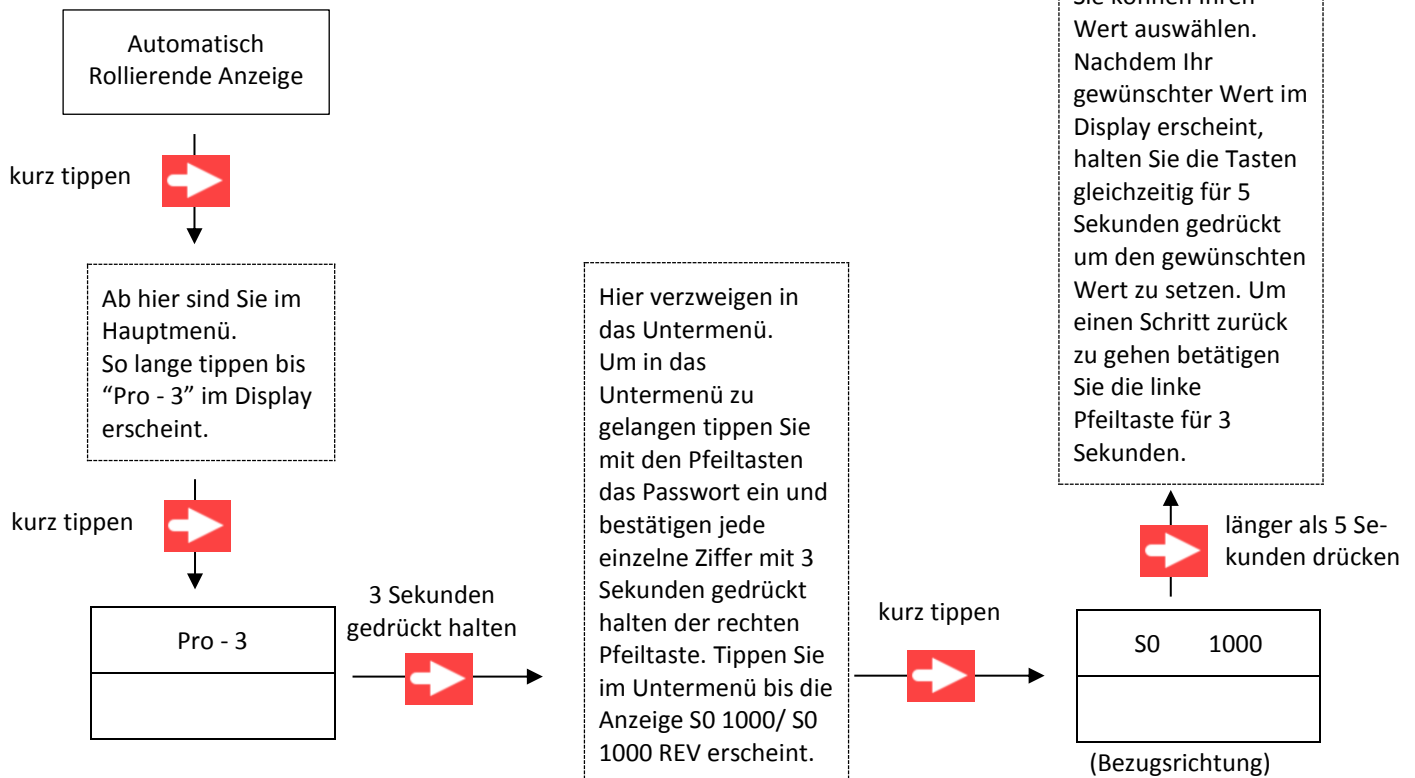 Automatisch
Rollierende Anzeige
kurz tippen
Ab hier sind Sie im
Hauptmenü.
So lange tippen bis
“Pro - 3” im Display
erscheint.
kurz tippen
Pro - 3
3 Sekunden
gedrückt halten
Hier verzweigen in
das Untermenü.
Um in das
Untermenü zu
gelangen tippen Sie
mit den Pfeiltasten
das Passwort ein und
bestätigen jede
einzelne Ziffer mit 3
Sekunden gedrückt
halten der rechten
Pfeiltaste. Tippen Sie
im Untermenü bis die
Anzeige S0 1000/ S0
1000 REV erscheint.
kurz tippen
S0 1000
(Bezugsrichtung)
länger als 5 Se-
kunden drücken
Sie können Ihren
Wert auswählen.
Nachdem Ihr
gewünschter Wert im
Display erscheint,
halten Sie die Tasten
gleichzeitig für 5
Sekunden gedrückt
um den gewünschten
Wert zu setzen. Um
einen Schritt zurück
zu gehen betätigen
Sie die linke
Pfeiltaste für 3
Sekunden.